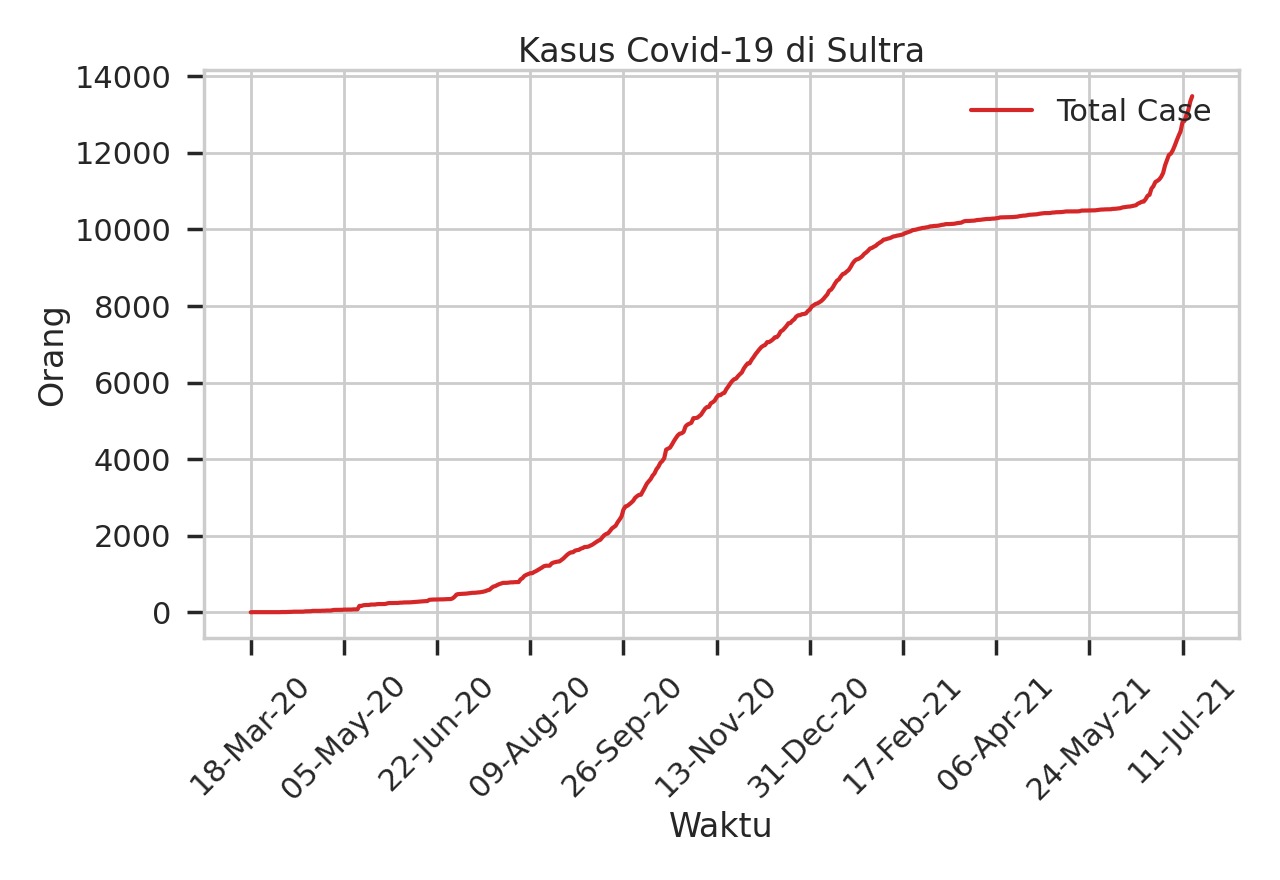 Kasus Covid-19 di Sultra
Total Case
Orang
14000
12000
10000
8000
6000
4000
2000
0
18-Mar-20
05-May-20
22-Jun-20
09-Aug-20
26-Sep-20
13-Nov-20
31-Dec-20
17-Feb-21
06-Apr-21
24-May-21
11-Jul-21
Waktu